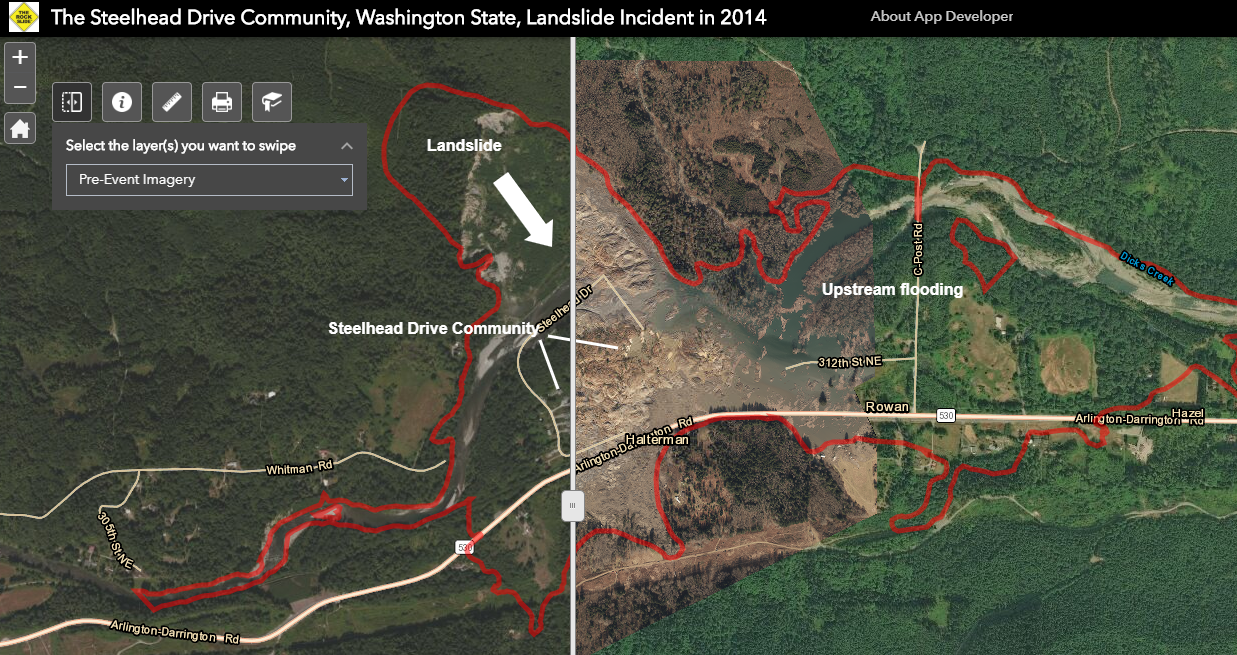 THE ROCK SLIDE
The Steelhead Drive Community, Washington State, Landslide Incident in 2014
About App Developer
+
−
Select the layer(s) you want to swipe
Pre-Event Imagery
Landslide
C-Post-Rd
Dicks Creek
Upstream flooding
Steelhead Dr
Steelhead Drive Community
312th St NE
Rowan
530
Hazel
Arlington-Darrington Rd
Arlington-Darrington Rd
Halterman
Whitman Rd
305th St NE
530
Arlington-Darrington Rd